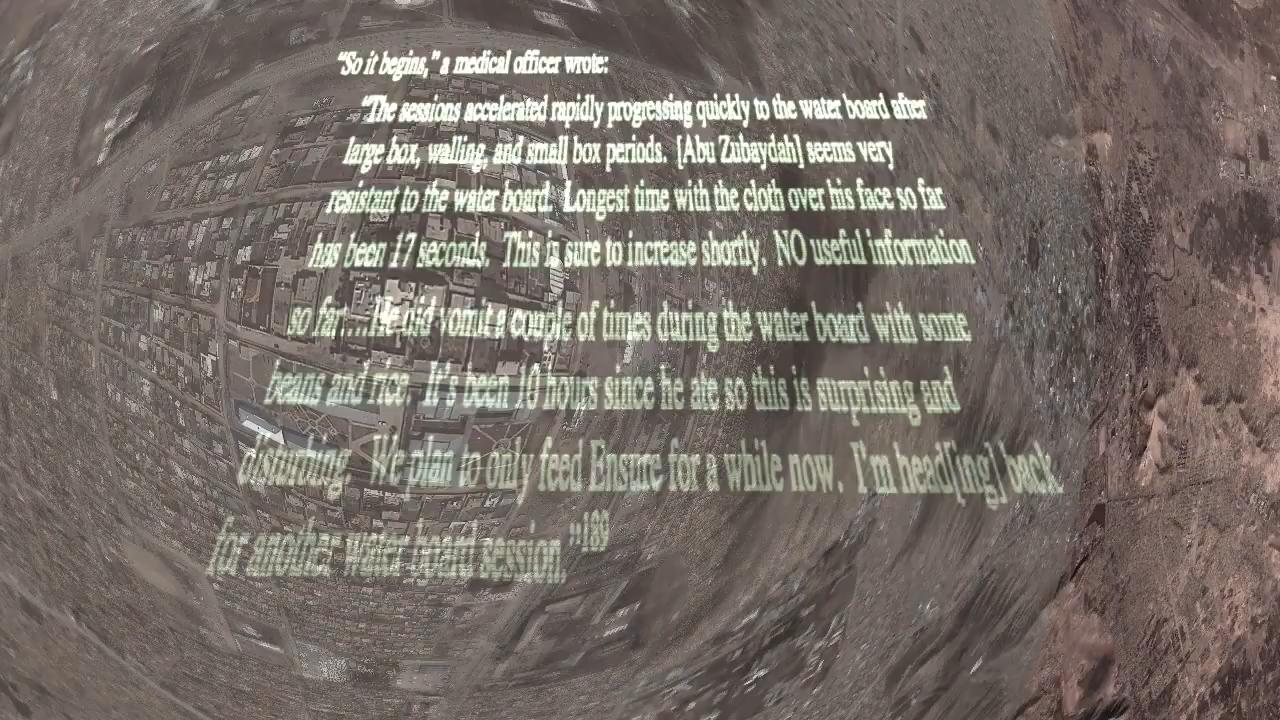 “So it begins,” a medical officer wrote:
“The sessions accelerated rapidly progressing quickly to the water board after
large box, walling, and small box periods. [Abu Zubaydah] seems very
resistant to the water board. Longest time with the cloth over his face so far
has been 17 seconds. This is sure to increase shortly. NO useful information
so far....He did vomit a couple of times during the water board with some
beans and rice. It's been 10 hours since he ate so this is surprising and
disturbing. We plan to only feed Ensure for a while now. I'm head[ing] back
for another water board session.”189